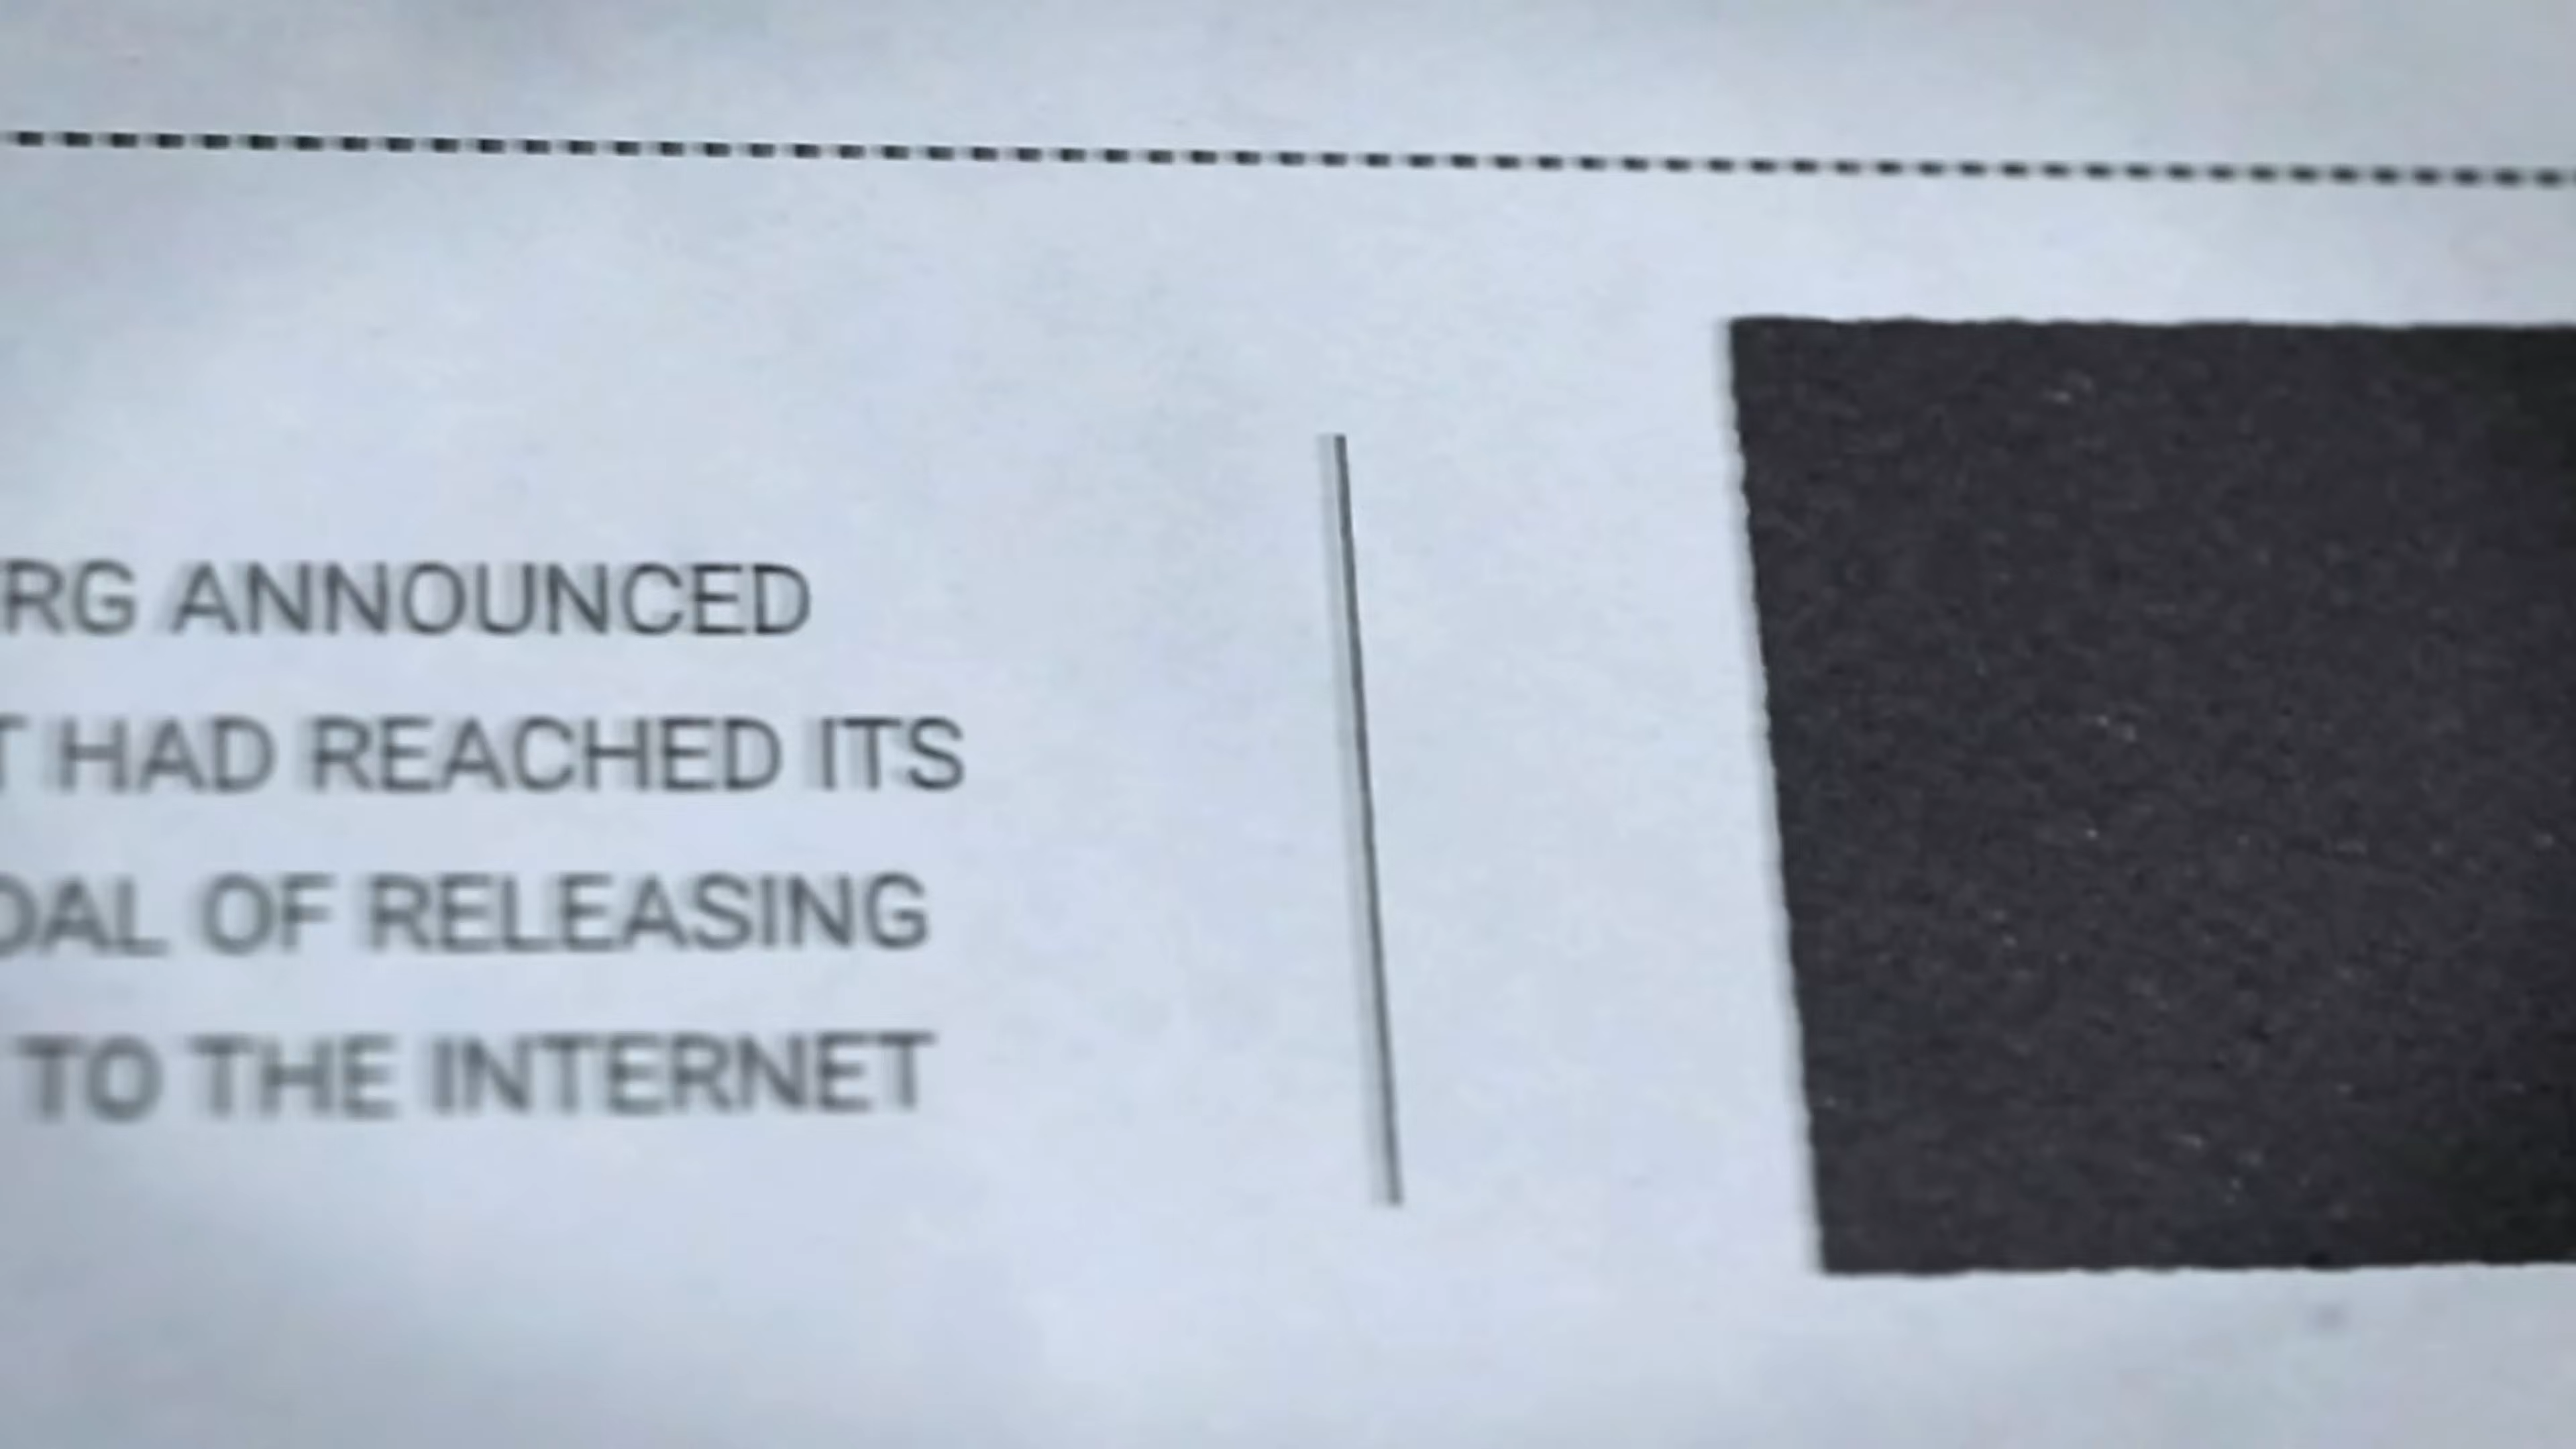 RG ANNOUNCED
T HAD REACHED ITS
OAL OF RELEASING
TO THE INTERNET